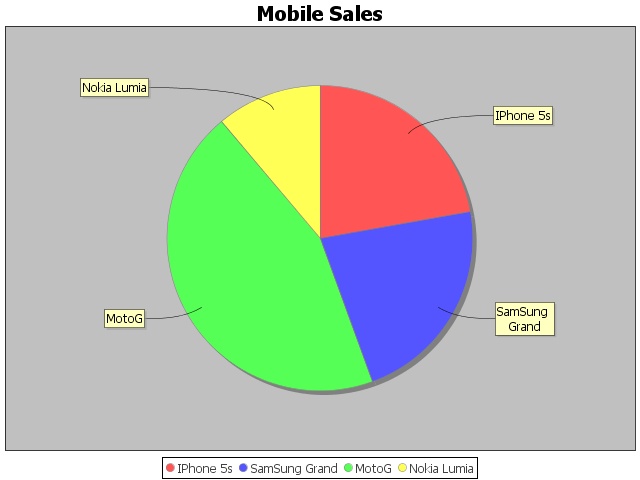 Mobile Sales
Nokia Lumia
IPhone 5s
MotoG
SamSung
Grand
IPhone 5s SamSung Grand MotoG Nokia Lumia